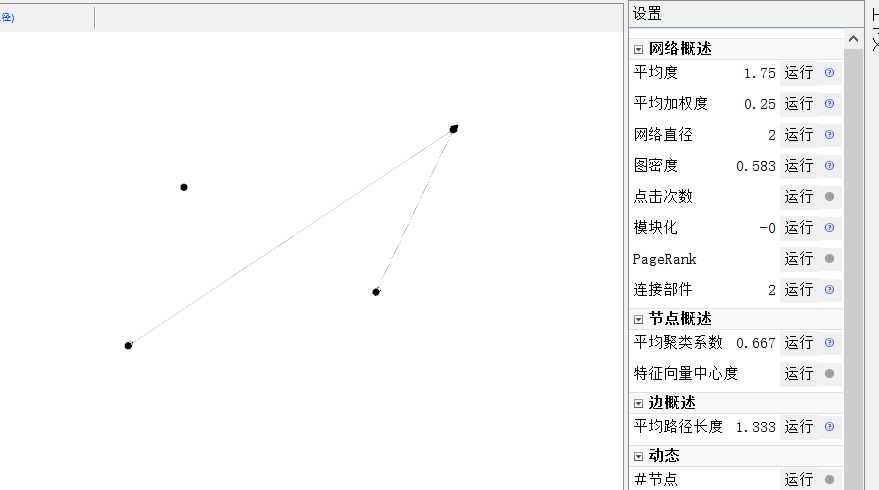 径)
设置
网络概述
平均度 1.75 运行
平均加权度 0.25 运行
网络直径 2 运行
图密度 0.583 运行
点击次数 运行
模块化 -0 运行
PageRank 运行
连接部件 2 运行
节点概述
平均聚类系数 0.667 运行
特征向量中心度 运行
边概述
平均路径长度 1.333 运行
动态
#节点 运行